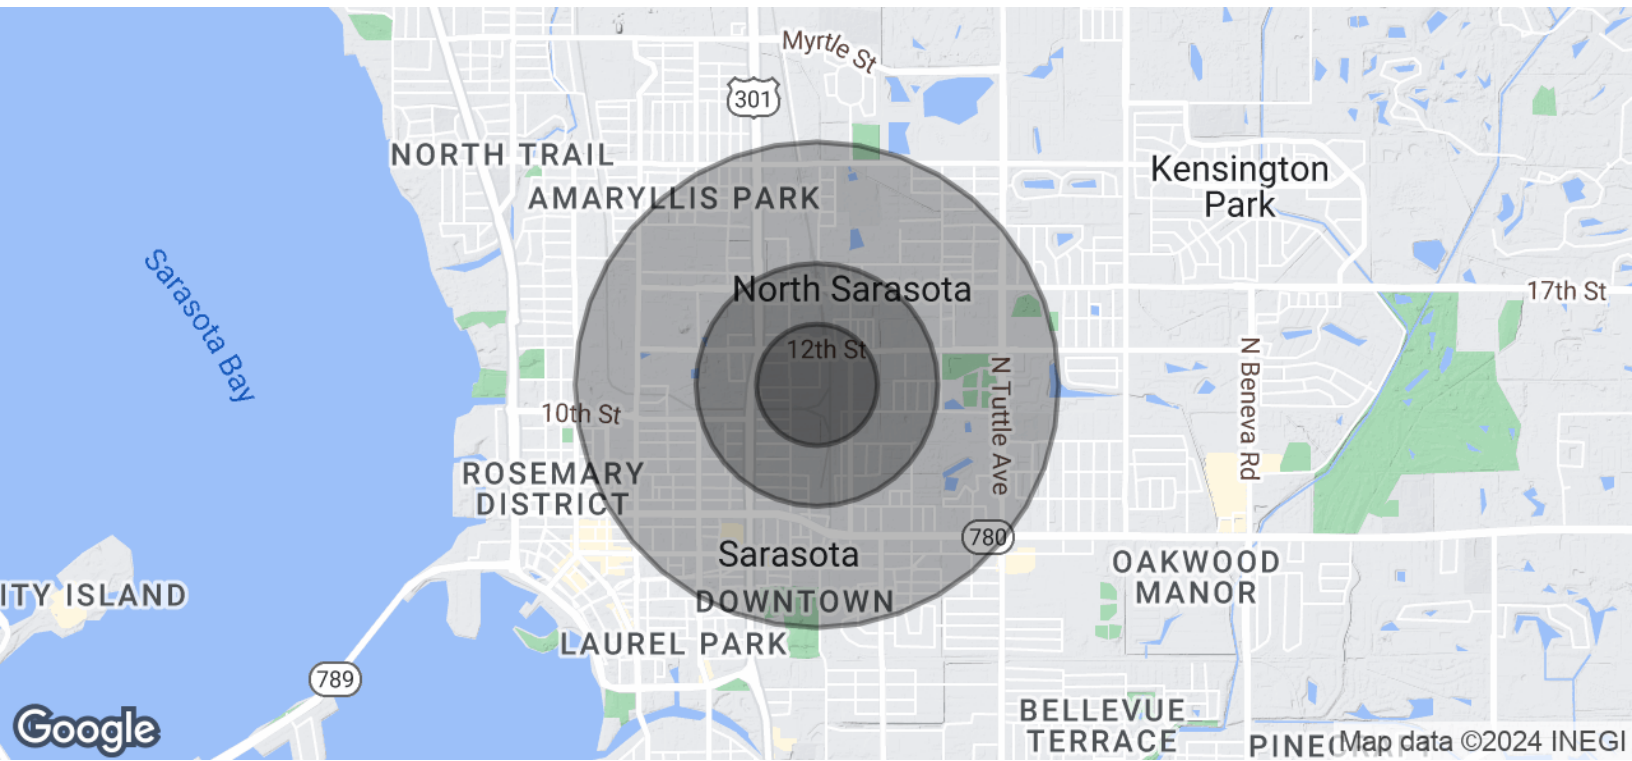 Myrtle St
301
NORTH TRAIL
AMARYLLIS PARK
Kensington
Park
Sarasota Bay
North Sarasota
17th St
12th St
N Tuttle Ave
N Beneva Rd
10th St
ROSEMARY
DISTRICT
780
Sarasota
DOWNTOWN
OAKWOOD
MANOR
ITY ISLAND
LAUREL PARK
789
BELLEVUE
TERRACE
Google
Map data ©2024 INEGI